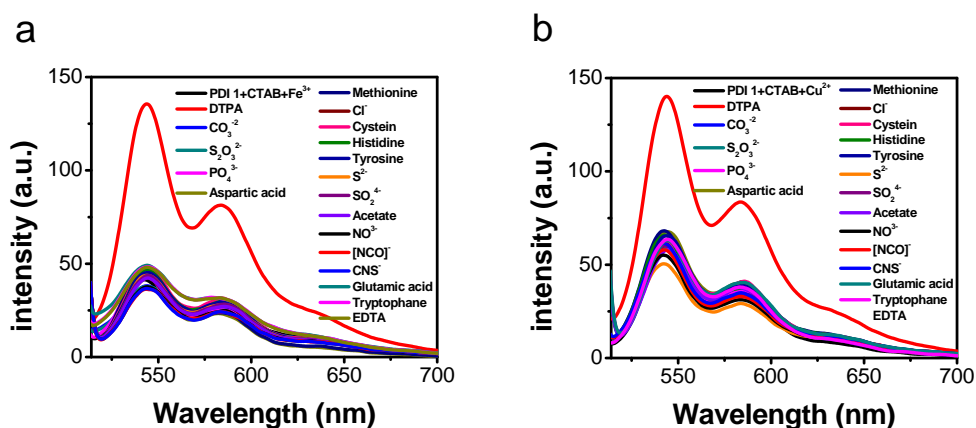 a
intensity (a.u.)
150
100
50
0
550
600
650
700
Wavelength (nm)
PDI 1+CTAB+Fe³⁺
DTPA
CO₃⁻²
S₂O₃²⁻
PO₄³⁻
Aspartic acid
Methionine
Cl⁻
Cystein
Histidine
Tyrosine
S²⁻
SO₂⁴⁻
Acetate
NO³⁻
[NCO]⁻
CNS⁻
Glutamic acid
Tryptophane
EDTA
b
intensity (a.u.)
150
100
50
0
550
600
650
700
Wavelength (nm)
PDI 1+CTAB+Cu²⁺
DTPA
CO₃⁻²
S₂O₃²⁻
PO₄³⁻
Aspartic acid
Methionine
Cl⁻
Cystein
Histidine
Tyrosine
S²⁻
SO₂⁴⁻
Acetate
NO³⁻
[NCO]⁻
CNS⁻
Glutamic acid
Tryptophane
EDTA